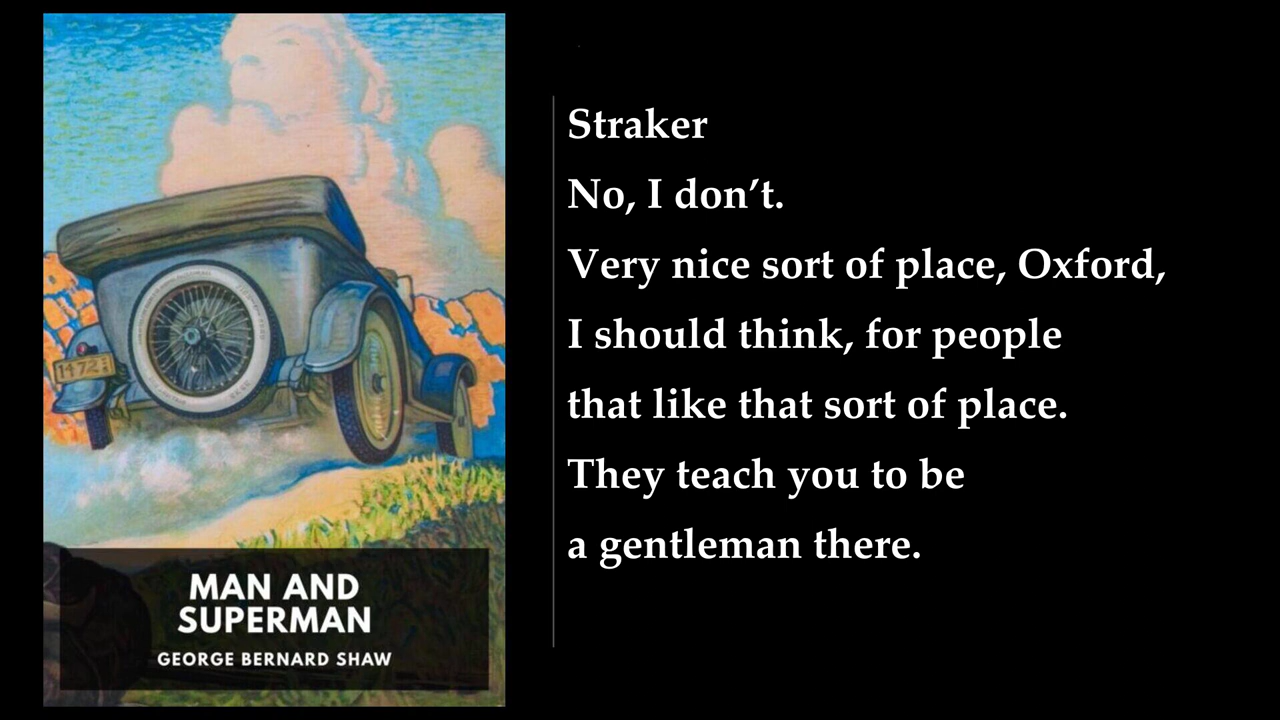 1472
MAN AND
SUPERMAN
GEORGE BERNARD SHAW
Straker
No, I don’t.
Very nice sort of place, Oxford,
I should think, for people
that like that sort of place.
They teach you to be
a gentleman there.